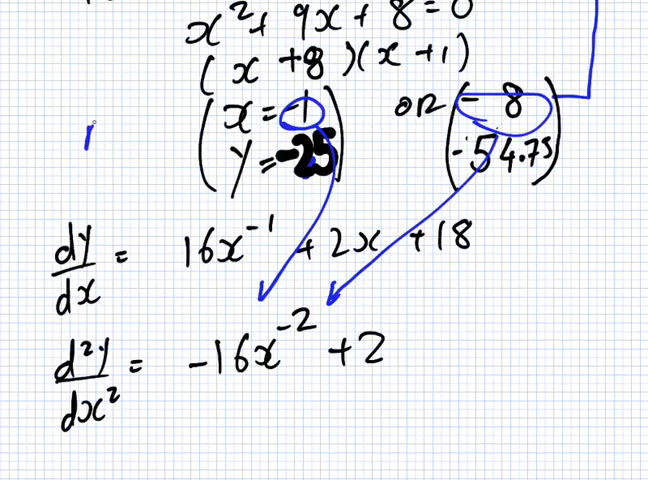 x² + 9x + 8 = 0
(x + 8)(x + 1)
(x = -1) or (- 8)
(y = -25) (-54.75)
dy/dx = 16x⁻¹ + 2x + 18
d²y/dx² = -16x⁻² + 2